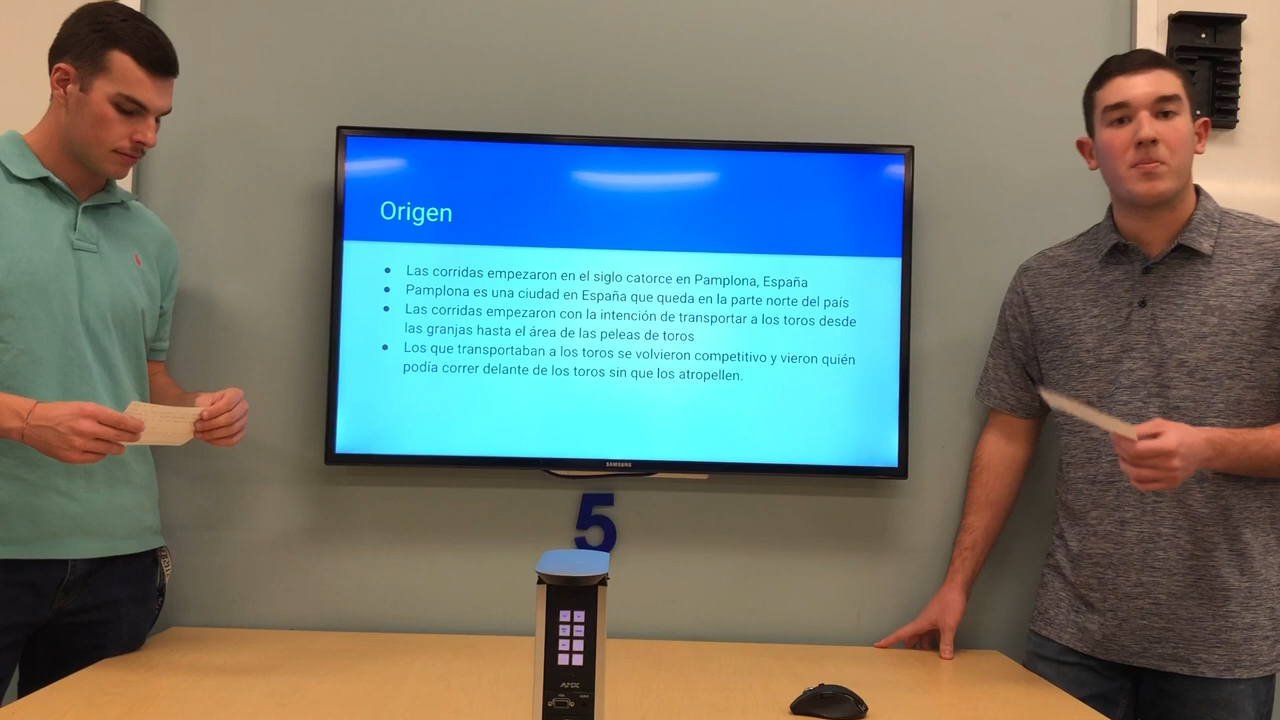 Origen
● Las corridas empezaron en el siglo catorce en Pamplona, España
● Pamplona es una ciudad en España que queda en la parte norte del país
● Las corridas empezaron con la intención de transportar a los toros desde
las granjas hasta el área de las peleas de toros
● Los que transportaban a los toros se volvieron competitivo y vieron quién
podía correr delante de los toros sin que los atropellen.
SAMSUNG
5
AMX